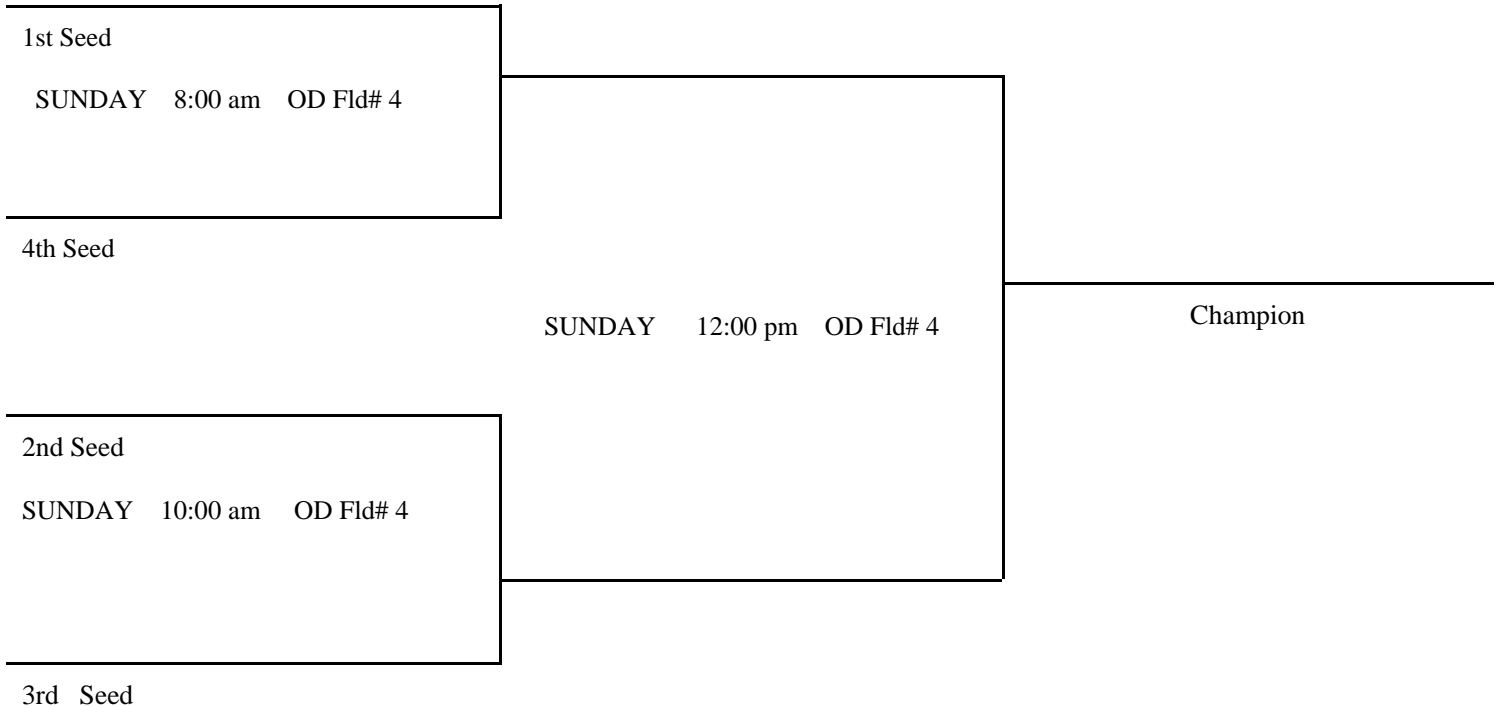 1st Seed
SUNDAY 8:00 am OD Fld# 4
4th Seed
SUNDAY 12:00 pm OD Fld# 4
Champion
2nd Seed
SUNDAY 10:00 am OD Fld# 4
3rd Seed